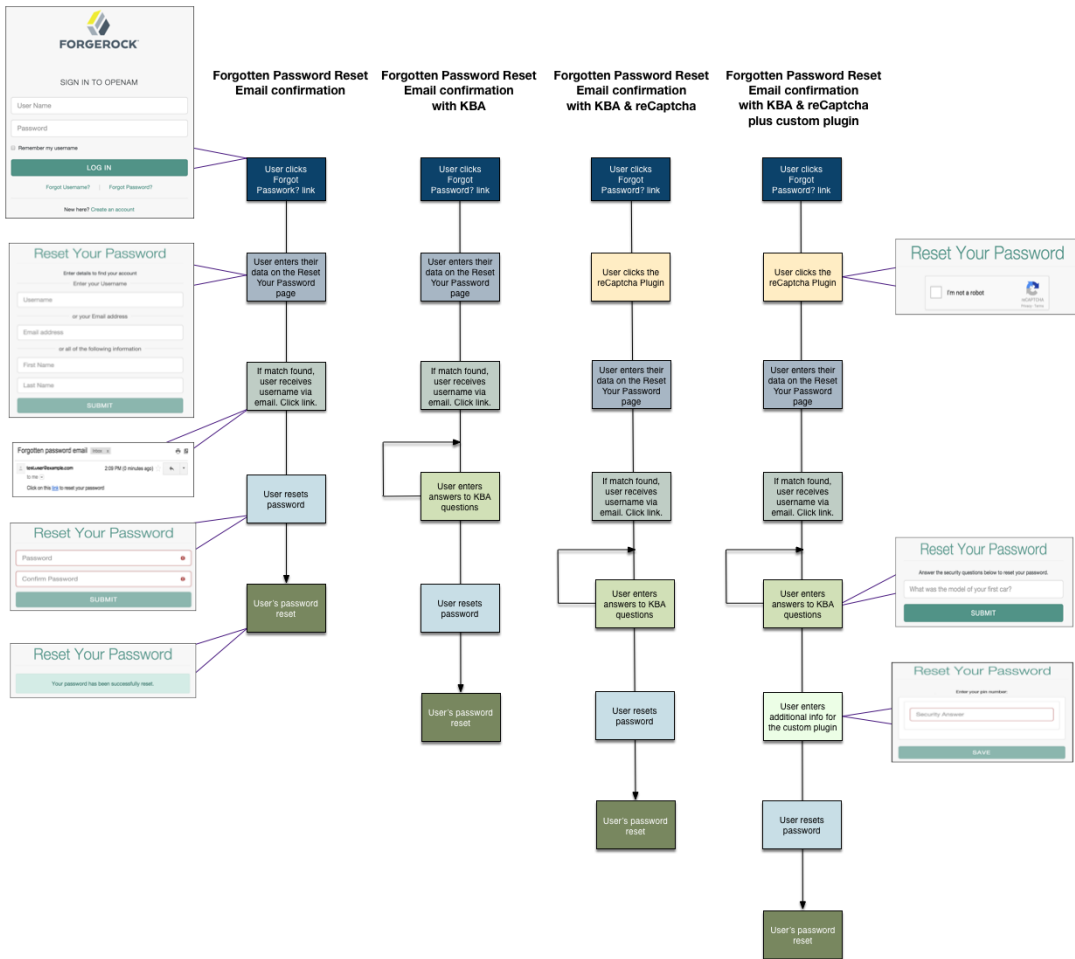 FORGEROCK
SIGN IN TO OPENAM
User Name
Password
Remember my username
LOG IN
Forgot Username?
Forgot Password?
New here? Create an account
Reset Your Password
Enter details to find your account
Enter your Username
Username
or your Email address
Email address
or all of the following information
First Name
Last Name
SUBMIT
Forgotten password email
Inbox x
test.user@example.com
2:09 PM (0 minutes ago)
to me
Click on this link to reset your password
Reset Your Password
Password
Confirm Password
SUBMIT
Reset Your Password
Your password has been successfully reset.
Forgotten Password Reset
Email confirmation
User clicks
Forgot
Passwork? link
User enters their
data on the Reset
Your Password
page
If match found,
user receives
username via
email. Click link.
User resets
password
User's password
reset
Forgotten Password Reset
Email confirmation
with KBA
User clicks
Forgot
Password? link
User enters their
data on the Reset
Your Password
page
If match found,
user receives
username via
email. Click link.
User enters
answers to KBA
questions
User resets
password
User's password
reset
Forgotten Password Reset
Email confirmation
with KBA & reCaptcha
User clicks
Forgot
Password? link
User clicks the
reCaptcha Plugin
User enters their
data on the Reset
Your Password
page
If match found,
user receives
username via
email. Click link.
User enters
answers to KBA
questions
User resets
password
User's password
reset
Forgotten Password Reset
Email confirmation
with KBA & reCaptcha
plus custom plugin
User clicks
Forgot
Password? link
User clicks the
reCaptcha Plugin
User enters their
data on the Reset
Your Password
page
If match found,
user receives
username via
email. Click link.
User enters
answers to KBA
questions
User enters
additional info for
the custom plugin
User resets
password
User's password
reset
Reset Your Password
I'm not a robot
reCAPTCHA
Privacy - Terms
Reset Your Password
Answer the security questions below to reset your password.
What was the model of your first car?
SUBMIT
Reset Your Password
Enter your pin number:
Security Answer
SAVE